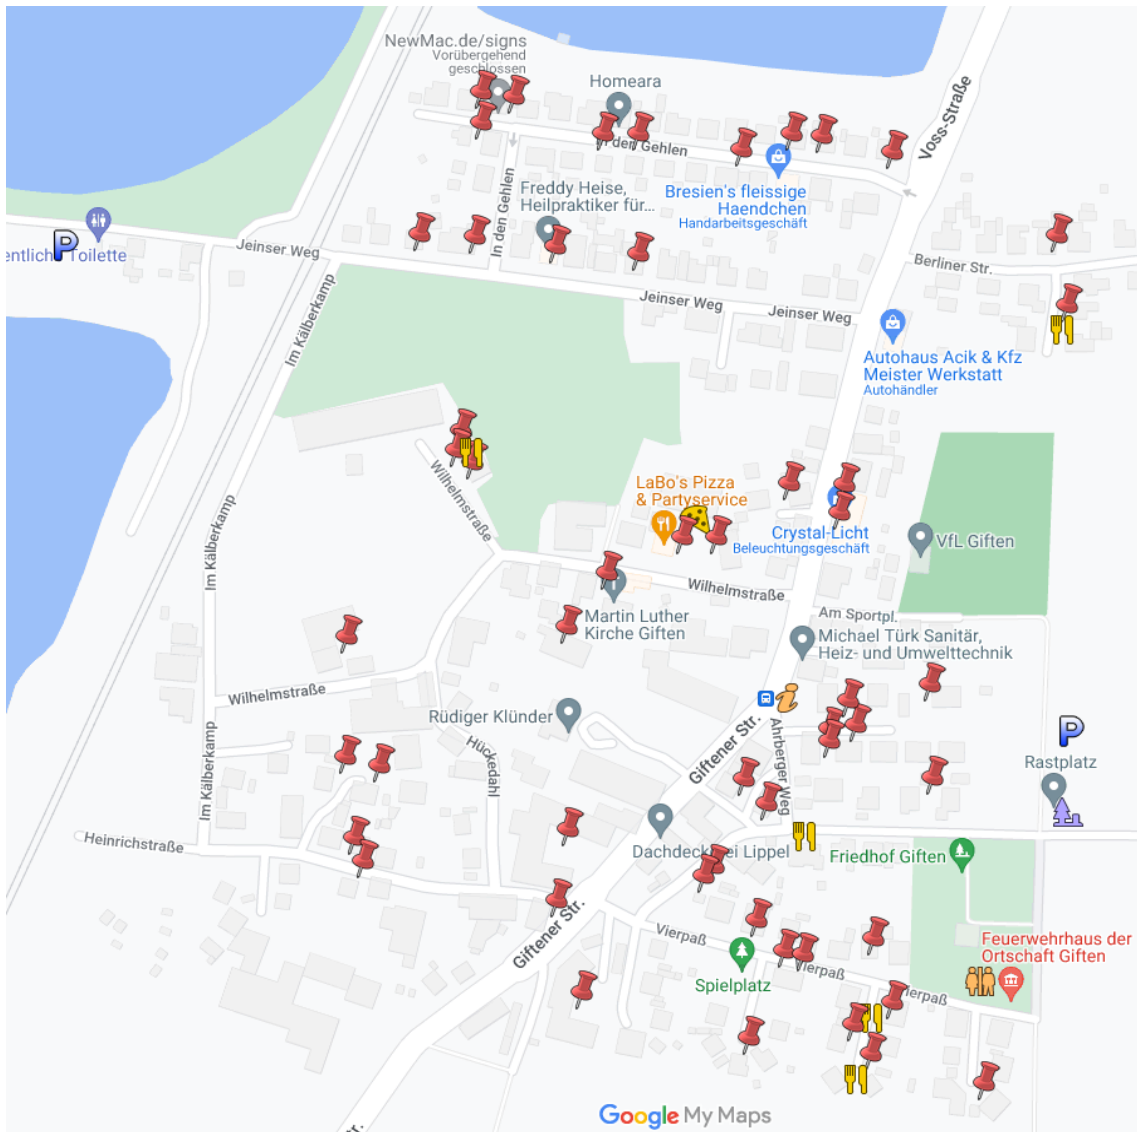 NewMac.de/signs
Vorübergehend
geschlossen
Homeara
Voss-Straße
In den Gehlen
Freddy Heise,
Heilpraktiker für...
Bresien's fleissige
Haendchen
Handarbeitsgeschäft
In den Gehlen
P
entliche Toilette
Jeinser Weg
Berliner Str.
Jeinser Weg
Jeinser Weg
Im Kälberkamp
Autohaus Acik & Kfz
Meister Werkstatt
Autohändler
Wilhelmstraße
LaBo's Pizza
& Partyservice
Im Kälberkamp
Crystal-Licht
Beleuchtungsgeschäft
VfL Giften
Wilhelmstraße
Martin Luther
Kirche Giften
Am Sportpl.
Michael Türk Sanitär,
Heiz- und Umwelttechnik
Wilhelmstraße
Rüdiger Klünder
Giftener Str.
Ahrberger Weg
P
Rastplatz
Im Kälberkamp
Hückedahl
Heinrichstraße
Dachdeckerei Lippel
Friedhof Giften
Giftener Str.
Vierpaß
Feuerwehrhaus der
Ortschaft Giften
Spielplatz
Vierpaß
Vierpaß
Google My Maps
tr.